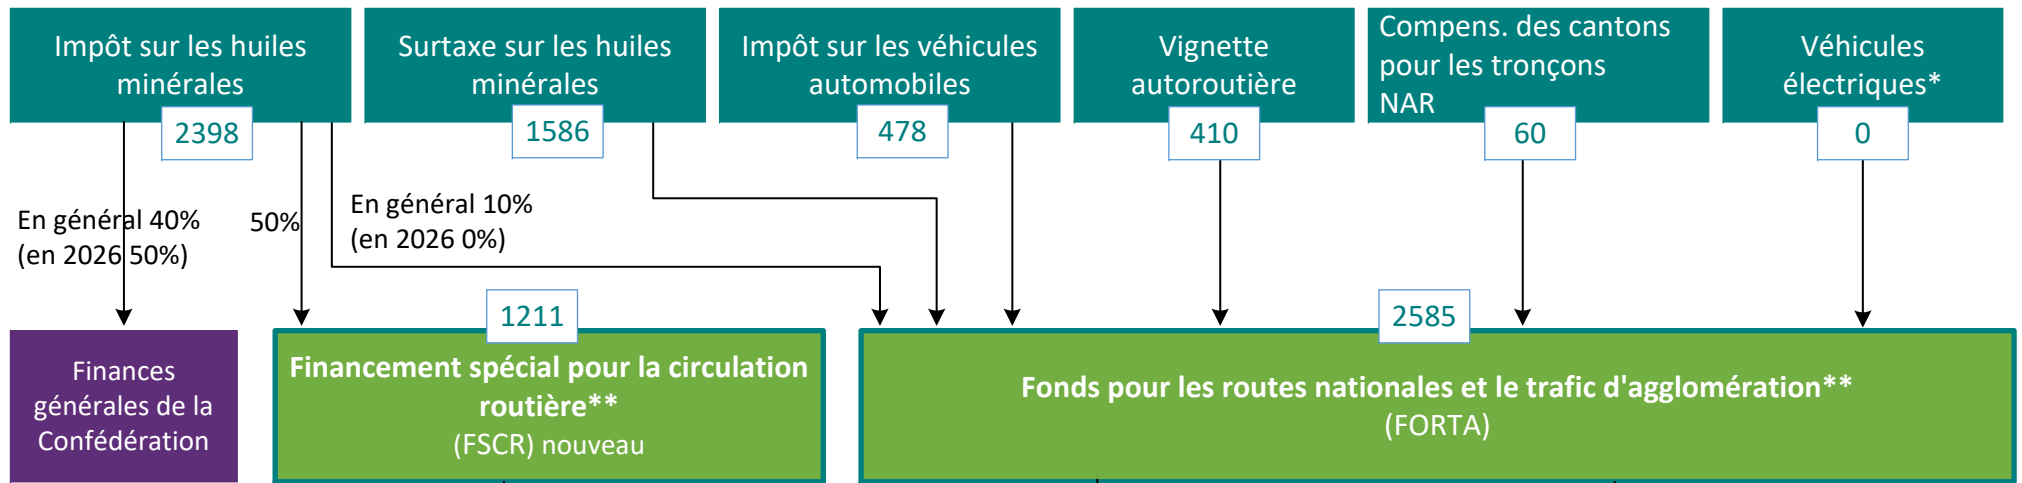 Impôt sur les huiles
minérales
2398
Surtaxe sur les huiles
minérales
1586
Impôt sur les véhicules
automobiles
478
Vignette
autoroutière
410
Compens. des cantons
pour les tronçons
NAR
60
Véhicules
électriques*
0
En général 40%
(en 2026 50%)
50%
En général 10%
(en 2026 0%)
Finances
générales de la
Confédération
1211
Financement spécial pour la circulation
routière**
(FSCR) nouveau
2585
Fonds pour les routes nationales et le trafic d'agglomération**
(FORTA)